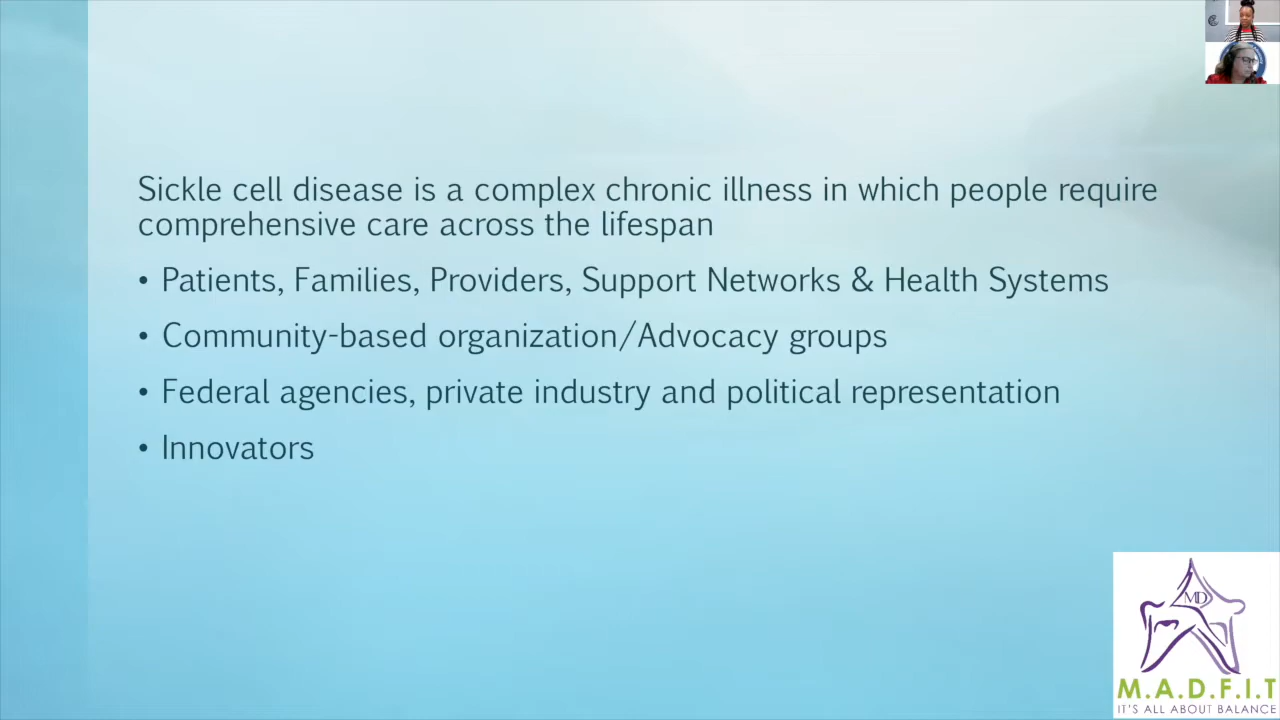 Sickle cell disease is a complex chronic illness in which people require
comprehensive care across the lifespan
• Patients, Families, Providers, Support Networks & Health Systems
• Community-based organization/Advocacy groups
• Federal agencies, private industry and political representation
• Innovators
MD
M.A.D.F.I.T
IT'S ALL ABOUT BALANCE